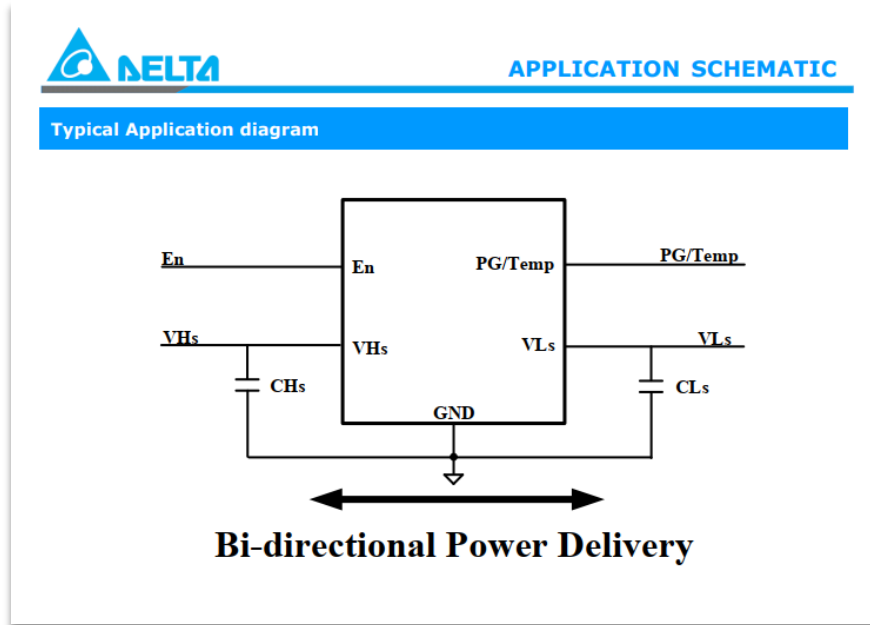 DELTA
APPLICATION SCHEMATIC
Typical Application diagram
En
En
PG/Temp
PG/Temp
VHs
VHs
VLs
VLs
CHs
CLs
GND
Bi-directional Power Delivery